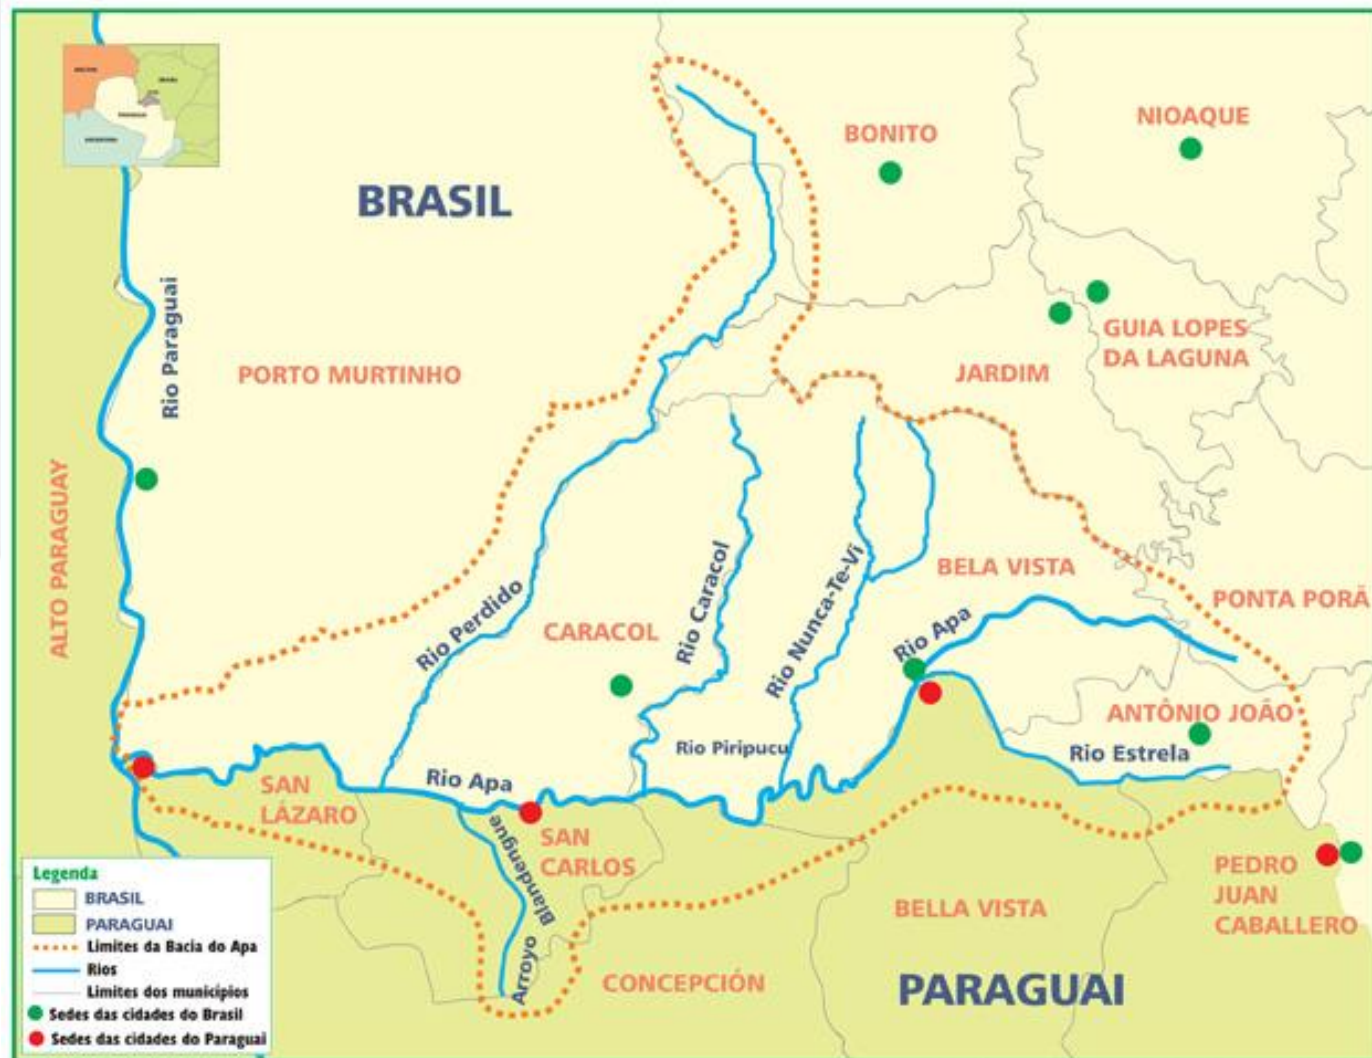 BRASIL
BONITO
NIOAQUE
Rio Paraguai
PORTO MURTINHO
GUIA LOPES
DA LAGUNA
JARDIM
ALTO PARAGUAY
Rio Perdido
CARACOL
Rio Caracol
Rio Nunca-Te-Vi
BELA VISTA
Rio Apa
PONTA PORÃ
ANTÔNIO JOÃO
Rio Estrela
Rio Piripucu
Rio Apa
SAN
LÁZARO
SAN
CARLOS
Arroyo Blandengue
BELLA VISTA
PEDRO
JUAN
CABALLERO
CONCEPCIÓN
PARAGUAI
Legenda
BRASIL
PARAGUAI
Limites da Bacia do Apa
Rios
Limites dos municípios
Sedes das cidades do Brasil
Sedes das cidades do Paraguai